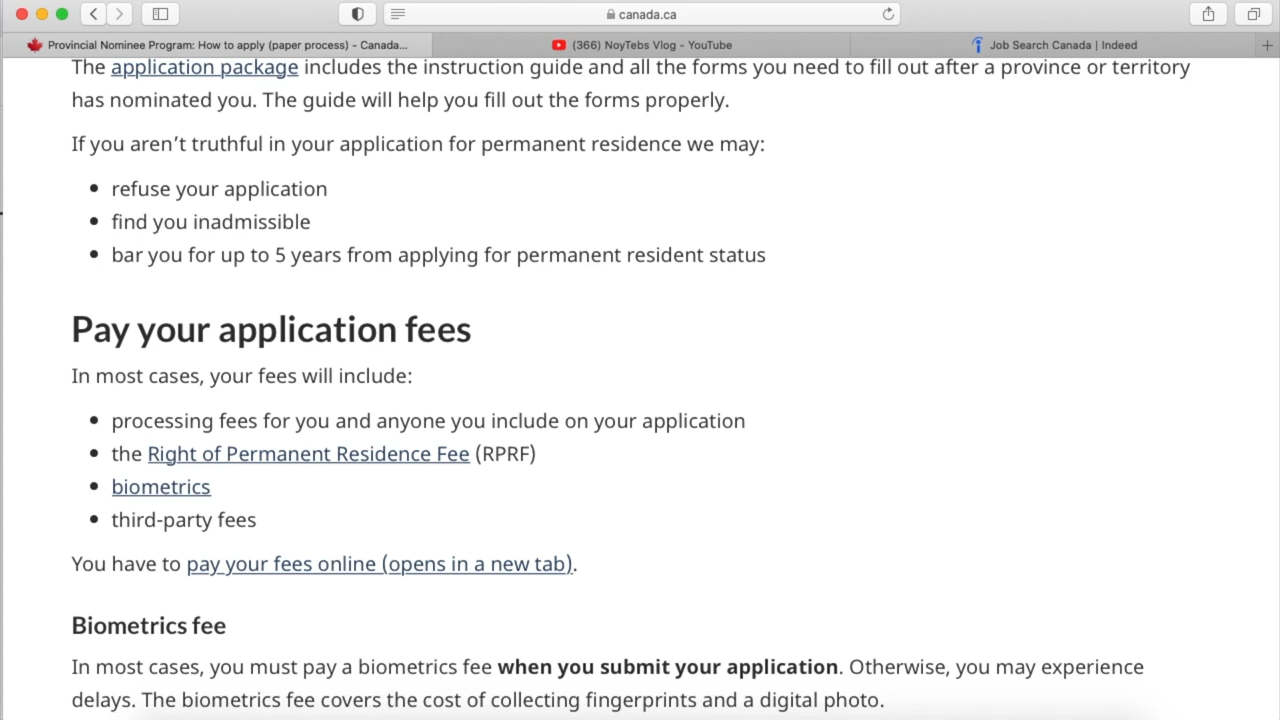 canada.ca
Provincial Nominee Program: How to apply (paper process) - Canada...
(366) NoyTebs Vlog - YouTube
Job Search Canada | Indeed
The application package includes the instruction guide and all the forms you need to fill out after a province or territory
has nominated you. The guide will help you fill out the forms properly.
If you aren’t truthful in your application for permanent residence we may:
• refuse your application
• find you inadmissible
• bar you for up to 5 years from applying for permanent resident status
Pay your application fees
In most cases, your fees will include:
• processing fees for you and anyone you include on your application
• the Right of Permanent Residence Fee (RPRF)
• biometrics
• third-party fees
You have to pay your fees online (opens in a new tab).
Biometrics fee
In most cases, you must pay a biometrics fee when you submit your application. Otherwise, you may experience
delays. The biometrics fee covers the cost of collecting fingerprints and a digital photo.